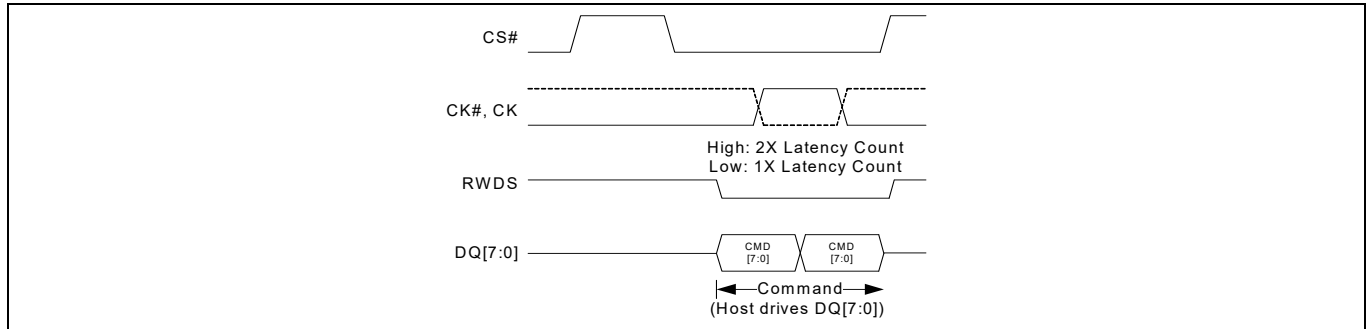 CS#
CK#, CK
High: 2X Latency Count
Low: 1X Latency Count
RWDS
DQ[7:0]
CMD
[7:0]
CMD
[7:0]
Command
(Host drives DQ[7:0])